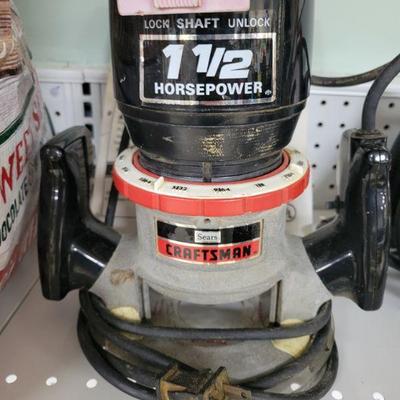 LOCK SHAFT UNLOCK
1 1/2
HORSEPOWER
Sears
CRAFTSMAN